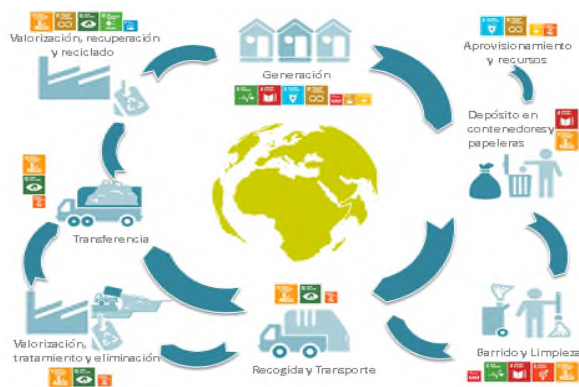 Valorización, recuperación
y reciclado
Generación
Aprovisionamiento
y recursos
Depósito en
contenedores y
papeleras
Transferencia
Valorización,
tratamiento y eliminación
Recogida y Transporte
Barrido y Limpieza